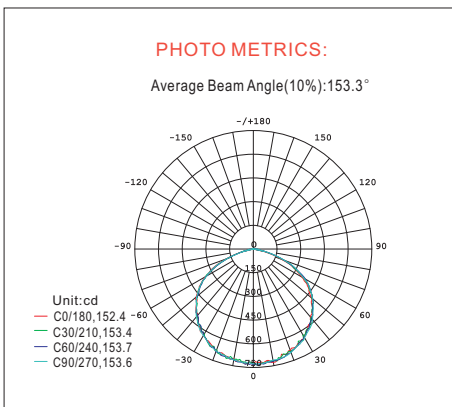 PHOTO METRICS:
Average Beam Angle(10%):153.3°
-/+180
-150
150
-120
120
-90
0
90
150
300
450
600
750
-60
60
-30
30
0
Unit:cd
C0/180,152.4
C30/210,153.4
C60/240,153.7
C90/270,153.6